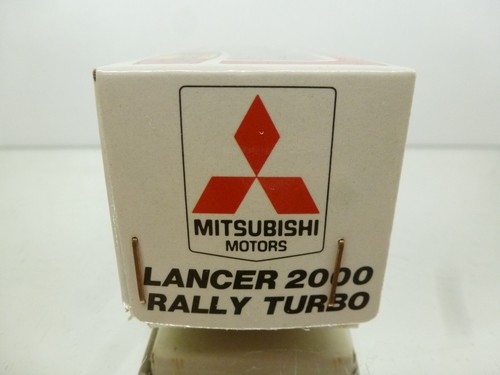 MITSUBISHI
MOTORS
LANCER 2000
RALLY TURBO